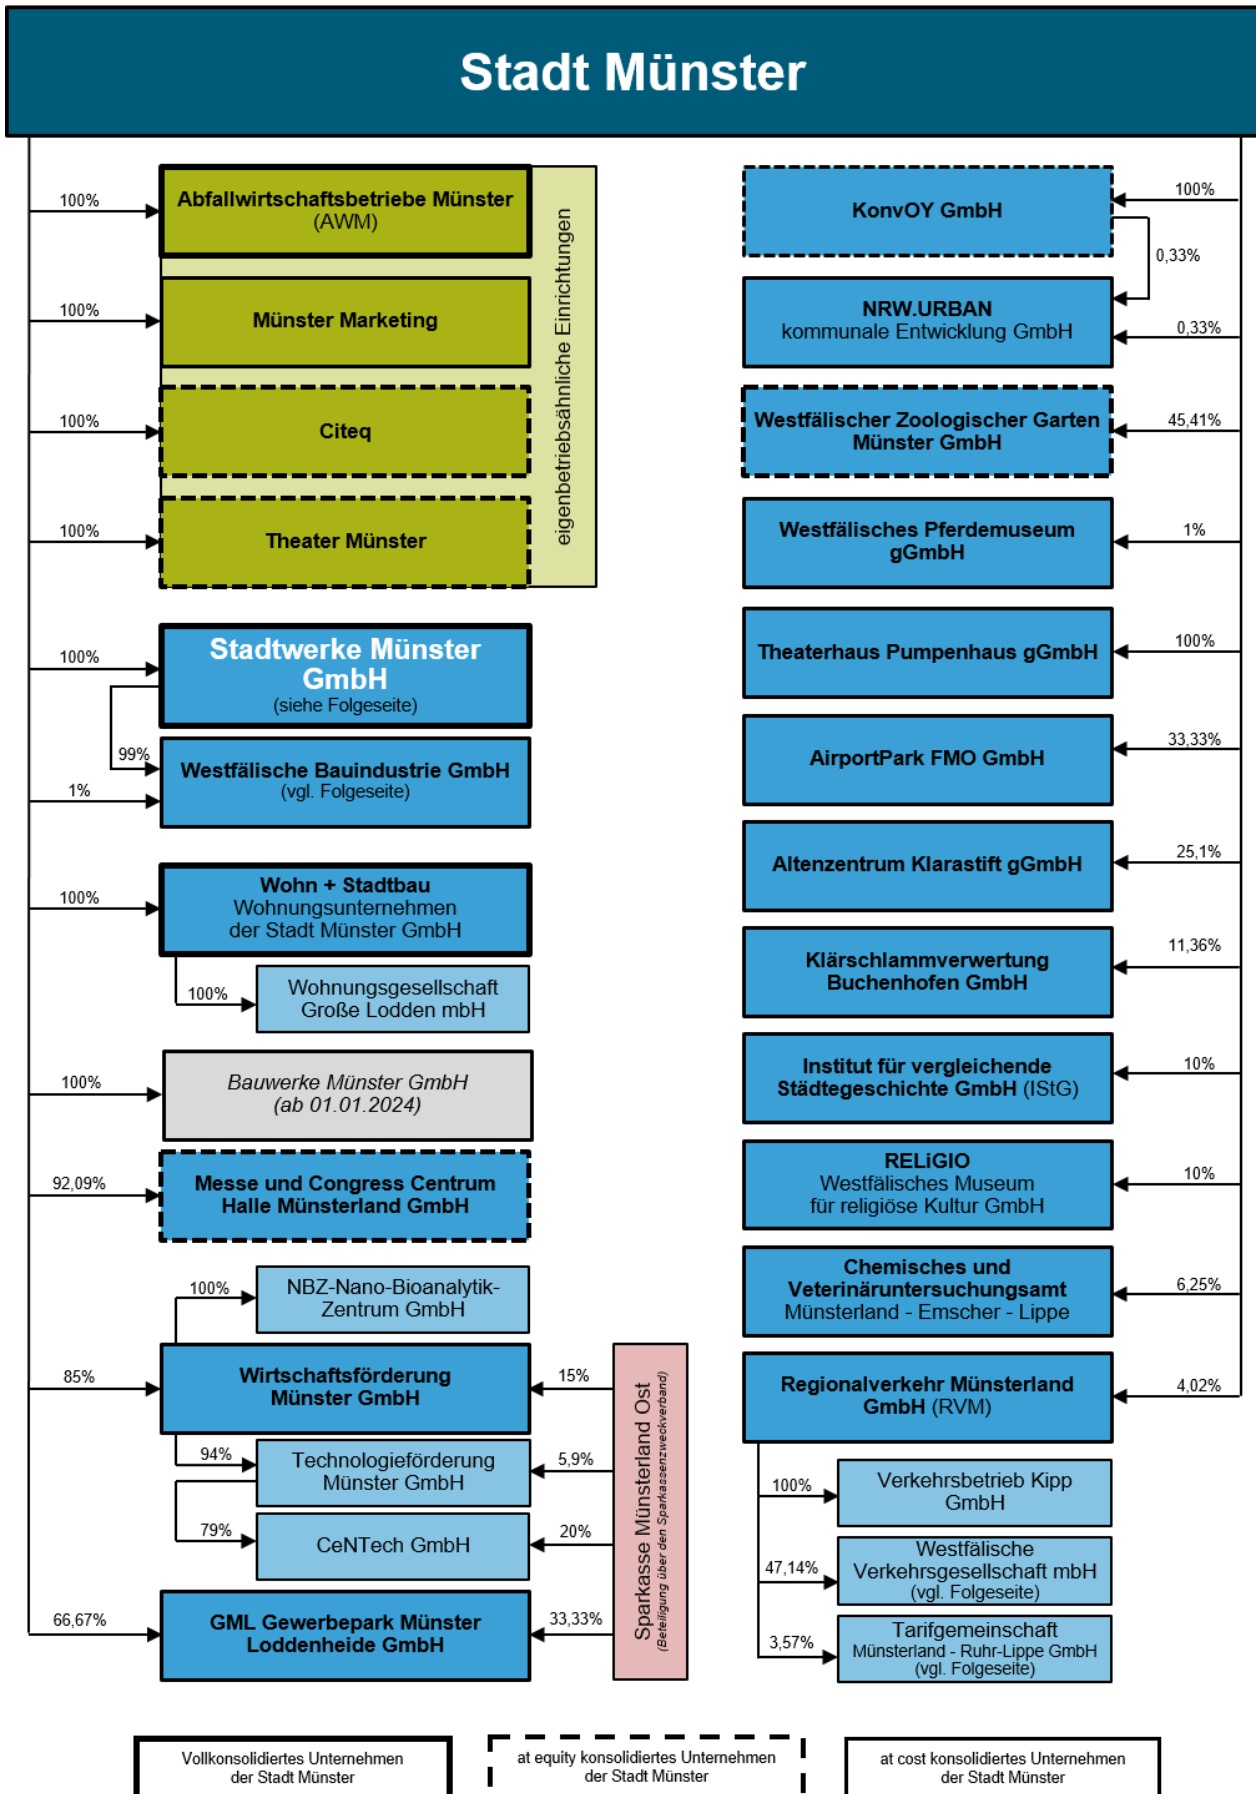 Stadt Münster
100%
Abfallwirtschaftsbetriebe Münster
(AWM)
100%
Münster Marketing
100%
Citeq
100%
Theater Münster
eigenbetriebsähnliche Einrichtungen
100%
Stadtwerke Münster
GmbH
(siehe Folgeseite)
99%
1%
Westfälische Bauindustrie GmbH
(vgl. Folgeseite)
100%
Wohn + Stadtbau
Wohnungsunternehmen
der Stadt Münster GmbH
100%
Wohnungsgesellschaft
Große Lodden mbH
100%
Bauwerke Münster GmbH
(ab 01.01.2024)
92,09%
Messe und Congress Centrum
Halle Münsterland GmbH
100%
NBZ-Nano-Bioanalytik-
Zentrum GmbH
85%
Wirtschaftsförderung
Münster GmbH
15%
94%
Technologieförderung
Münster GmbH
5,9%
79%
CeNTech GmbH
20%
66,67%
GML Gewerbepark Münster
Loddenheide GmbH
33,33%
Sparkasse Münsterland Ost
(Beteiligung über den Sparkassenzweckverband)
KonvOY GmbH
100%
0,33%
NRW.URBAN
kommunale Entwicklung GmbH
0,33%
Westfälischer Zoologischer Garten
Münster GmbH
45,41%
Westfälisches Pferdemuseum
gGmbH
1%
Theaterhaus Pumpenhaus gGmbH
100%
AirportPark FMO GmbH
33,33%
Altenzentrum Klarastift gGmbH
25,1%
Klärschlammverwertung
Buchenhofen GmbH
11,36%
Institut für vergleichende
Städtegeschichte GmbH (IStG)
10%
RELiGIO
Westfälisches Museum
für religiöse Kultur GmbH
10%
Chemisches und
Veterinäruntersuchungsamt
Münsterland - Emscher - Lippe
6,25%
Regionalverkehr Münsterland
GmbH (RVM)
4,02%
100%
Verkehrsbetrieb Kipp
GmbH
47,14%
Westfälische
Verkehrsgesellschaft mbH
(vgl. Folgeseite)
3,57%
Tarifgemeinschaft
Münsterland - Ruhr-Lippe GmbH
(vgl. Folgeseite)
Vollkonsolidiertes Unternehmen
der Stadt Münster
at equity konsolidiertes Unternehmen
der Stadt Münster
at cost konsolidiertes Unternehmen
der Stadt Münster